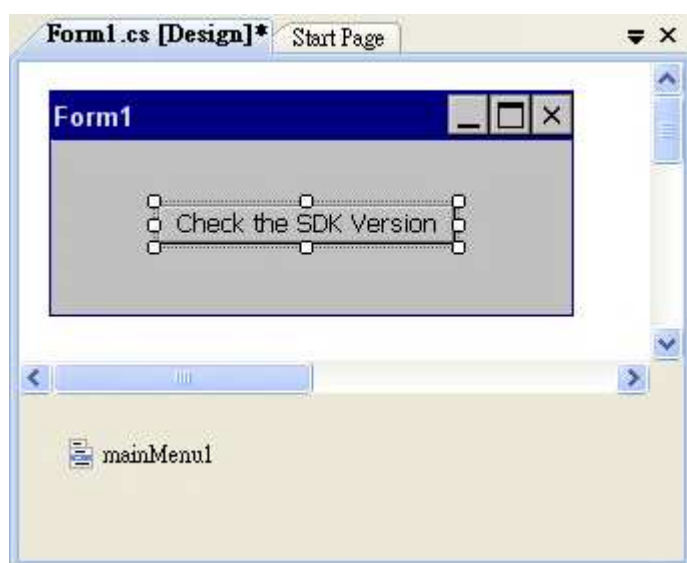 Form1.cs [Design]* Start Page
Form1
Check the SDK Version
mainMenu1